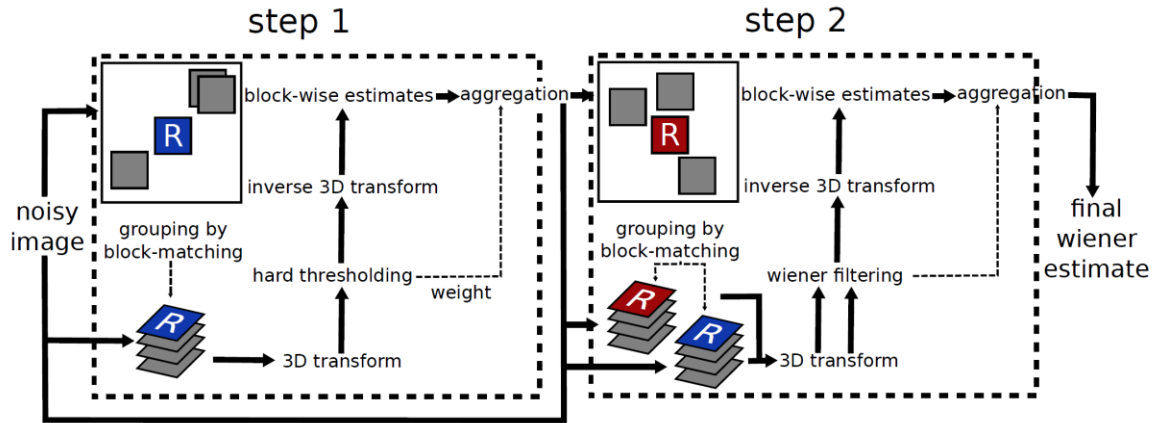 step 1
R
block-wise estimates
aggregation
inverse 3D transform
noisy
image
grouping by
block-matching
hard thresholding
weight
R
3D transform
step 2
R
block-wise estimates
aggregation
inverse 3D transform
grouping by
block-matching
wiener filtering
R
R
3D transform
final
wiener
estimate